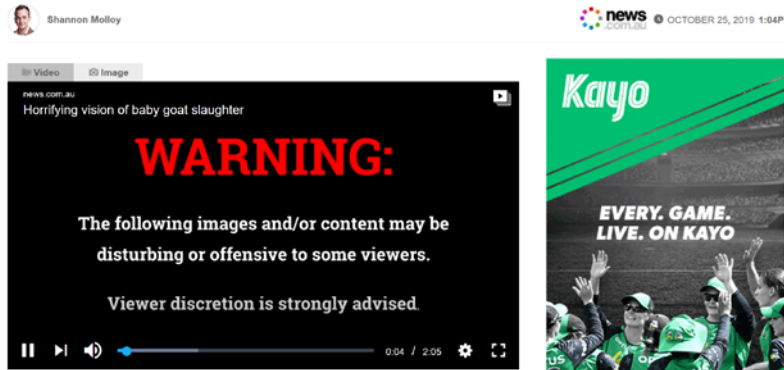 Shannon Molloy
news
.com.au
OCTOBER 25, 2019 1:04P
Video
Image
news.com.au
Horrifying vision of baby goat slaughter
WARNING:
The following images and/or content may be
disturbing or offensive to some viewers.
Viewer discretion is strongly advised.
0:04 / 2:05
Kayo
EVERY. GAME.
LIVE. ON KAYO